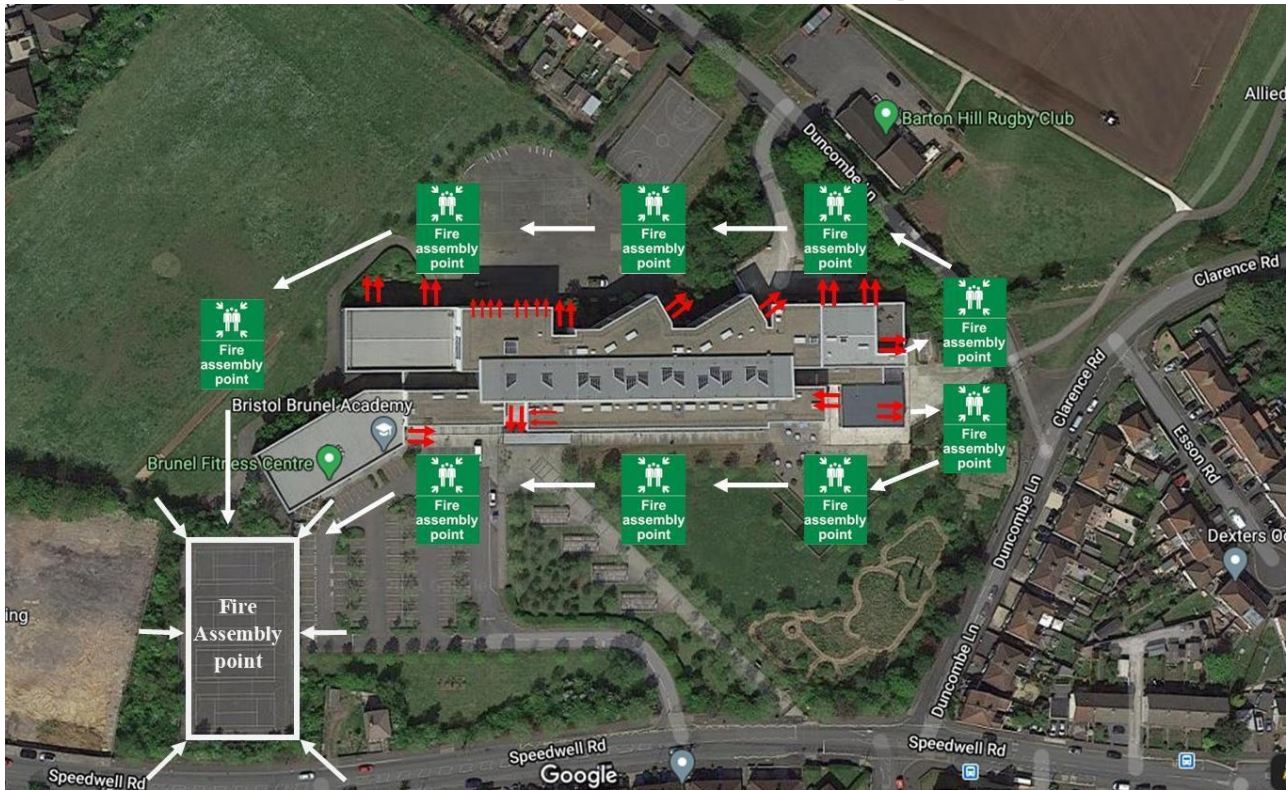 Allied
Barton Hill Rugby Club
Duncombe Ln
Fire
assembly
point
Fire
assembly
point
Fire
assembly
point
Clarence Rd
Fire
assembly
point
Fire
assembly
point
Clarence Rd
Bristol Brunel Academy
Fire
assembly
point
Esson Rd
Brunel Fitness Centre
Fire
assembly
point
Fire
assembly
point
Fire
assembly
point
Duncombe Ln
Dexters Oc
ing
Fire
Assembly
point
Duncombe Ln
Speedwell Rd
Speedwell Rd
Google
Speedwell Rd